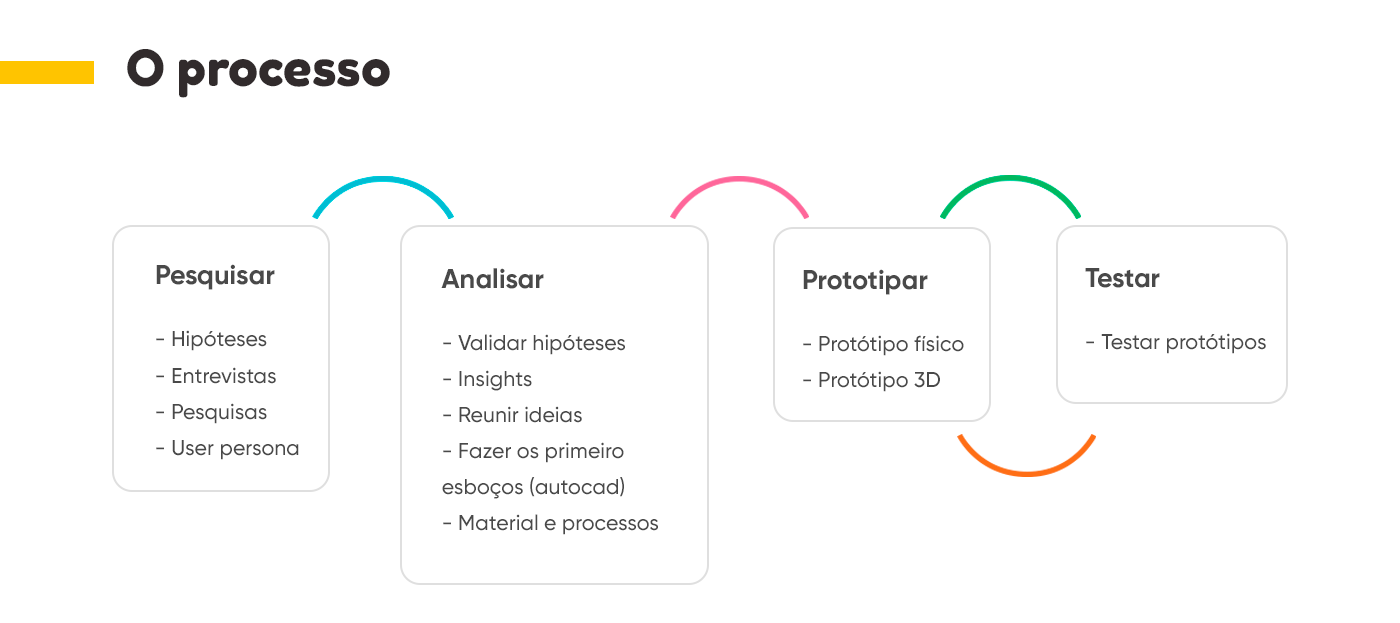 O processo
Pesquisar
- Hipóteses
- Entrevistas
- Pesquisas
- User persona
Analisar
- Validar hipóteses
- Insights
- Reunir ideias
- Fazer os primeiro
esboços (autocad)
- Material e processos
Prototipar
- Protótipo físico
- Protótipo 3D
Testar
- Testar protótipos